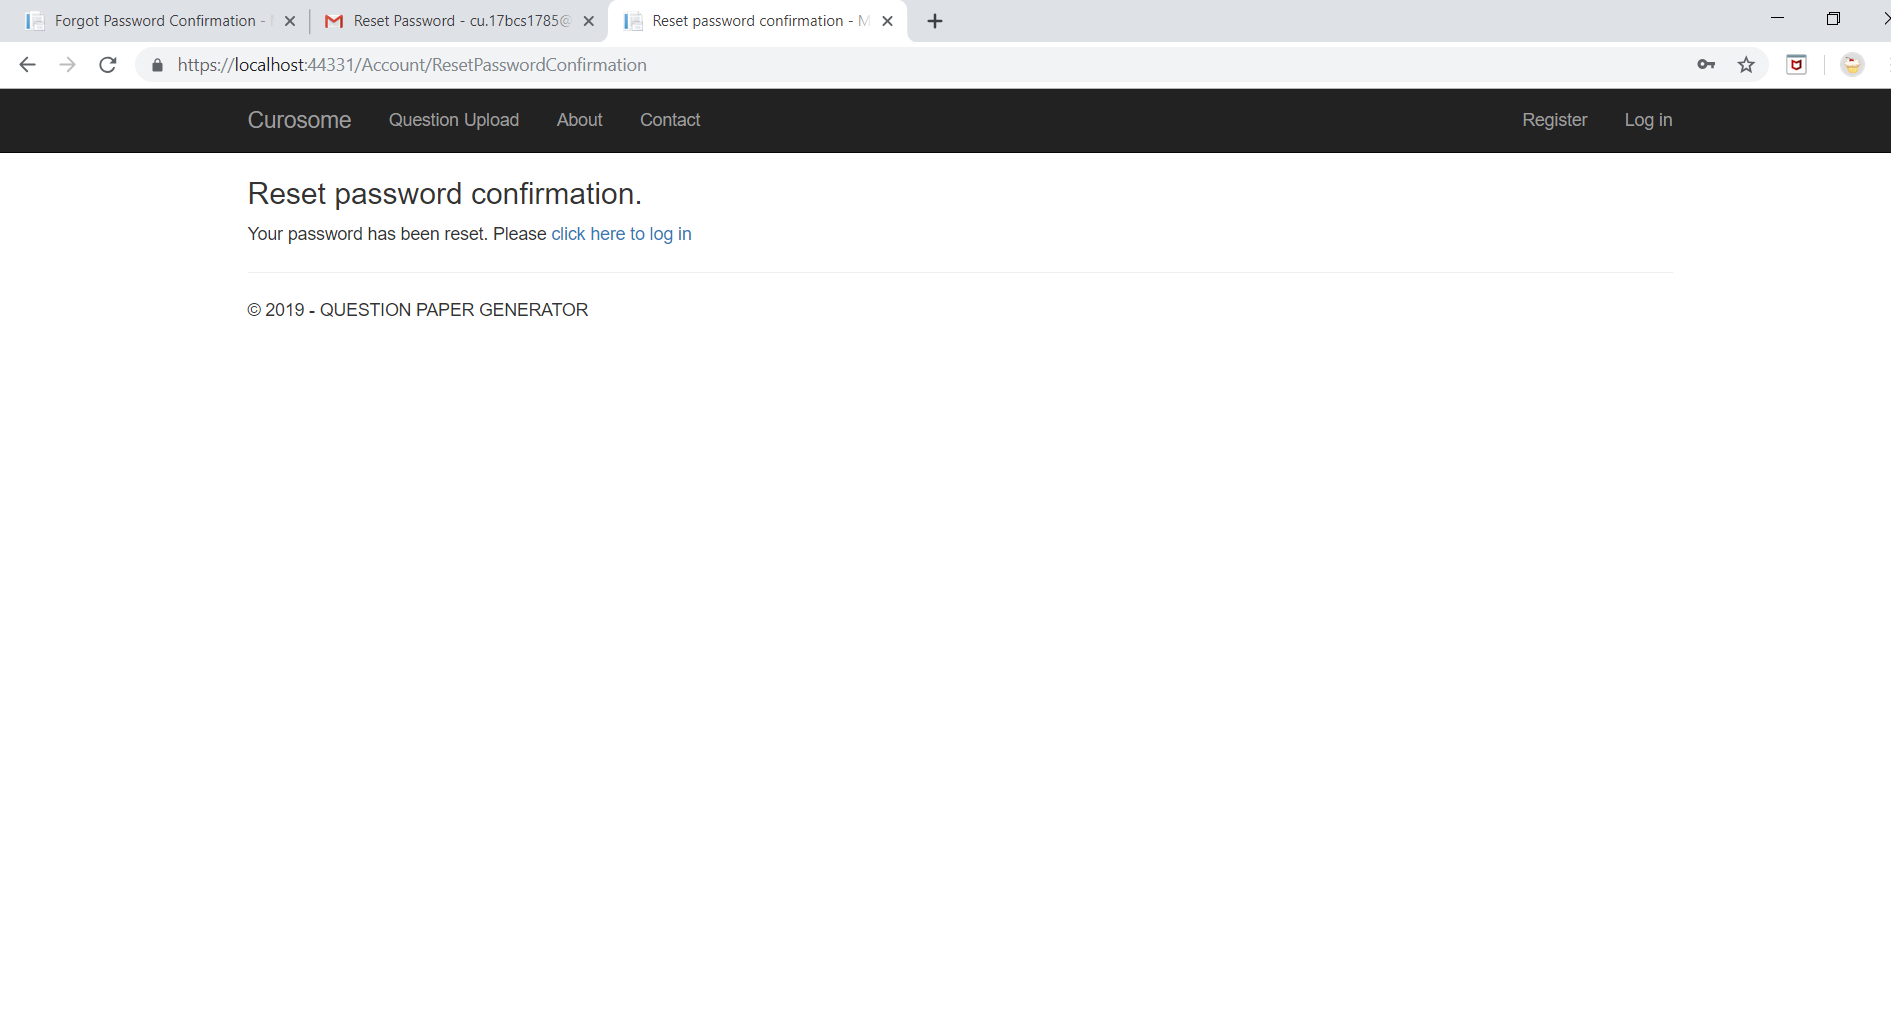 Forgot Password Confirmation -
Reset Password - cu.17bcs1785@
Reset password confirmation - M
https://localhost:44331/Account/ResetPasswordConfirmation
Curosome Question Upload About Contact Register Log in
Reset password confirmation.
Your password has been reset. Please click here to log in
© 2019 - QUESTION PAPER GENERATOR